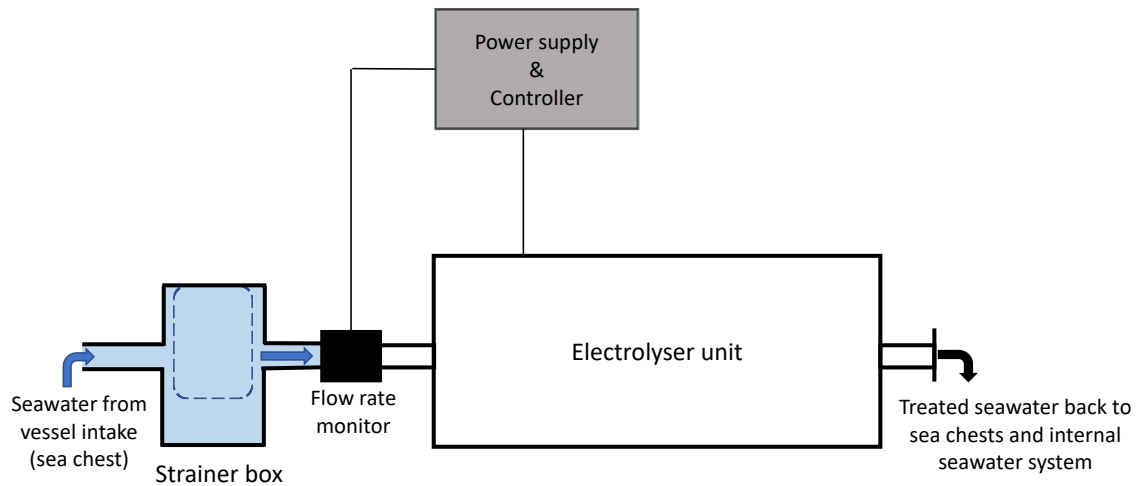 Power supply
&
Controller
Electrolyser unit
Flow rate
monitor
Seawater from
vessel intake
(sea chest)
Strainer box
Treated seawater back to
sea chests and internal
seawater system